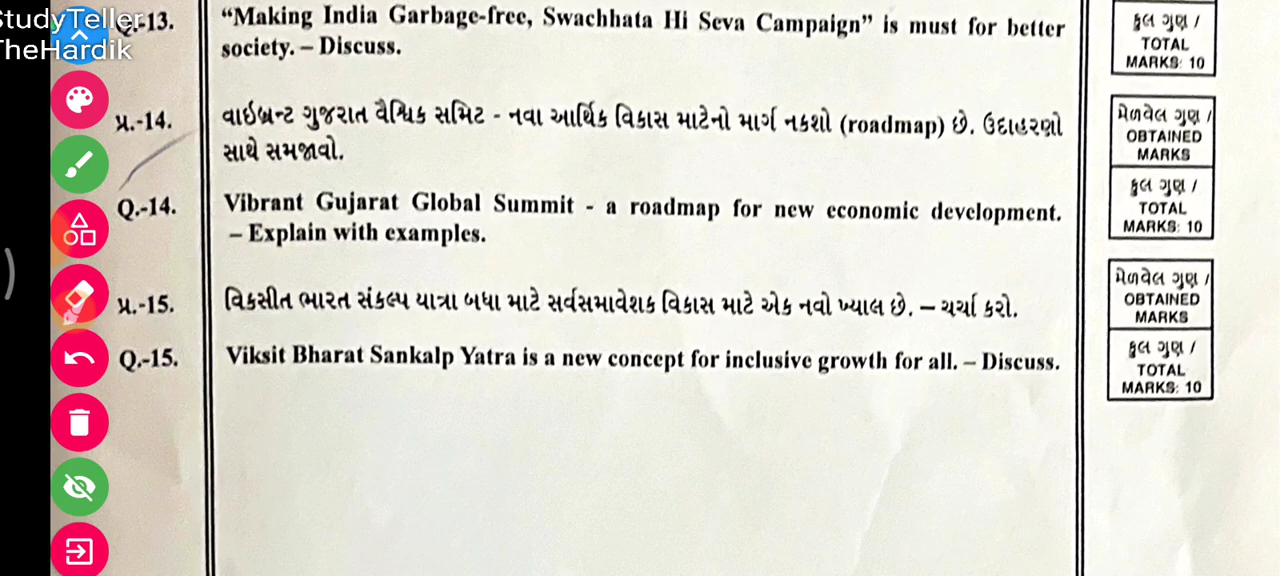 StudyTeller
TheHardik
Q.-13.
“Making India Garbage-free, Swachhata Hi Seva Campaign” is must for better
society. – Discuss.
કુલ ગુણ /
TOTAL
MARKS: 10
પ્ર.-14.
વાઇબ્રન્ટ ગુજરાત વૈશ્વિક સમિટ - નવા આર્થિક વિકાસ માટેનો માર્ગ નકશો (roadmap) છે. ઉદાહરણો
સાથે સમજાવો.
મેળવેલ ગુણ /
OBTAINED
MARKS
Q.-14.
Vibrant Gujarat Global Summit - a roadmap for new economic development.
– Explain with examples.
કુલ ગુણ /
TOTAL
MARKS: 10
પ્ર.-15.
વિકસીત ભારત સંકલ્પ યાત્રા બધા માટે સર્વસમાવેશક વિકાસ માટે એક નવો ખ્યાલ છે. – ચર્ચા કરો.
મેળવેલ ગુણ /
OBTAINED
MARKS
Q.-15.
Viksit Bharat Sankalp Yatra is a new concept for inclusive growth for all. – Discuss.
કુલ ગુણ /
TOTAL
MARKS: 10